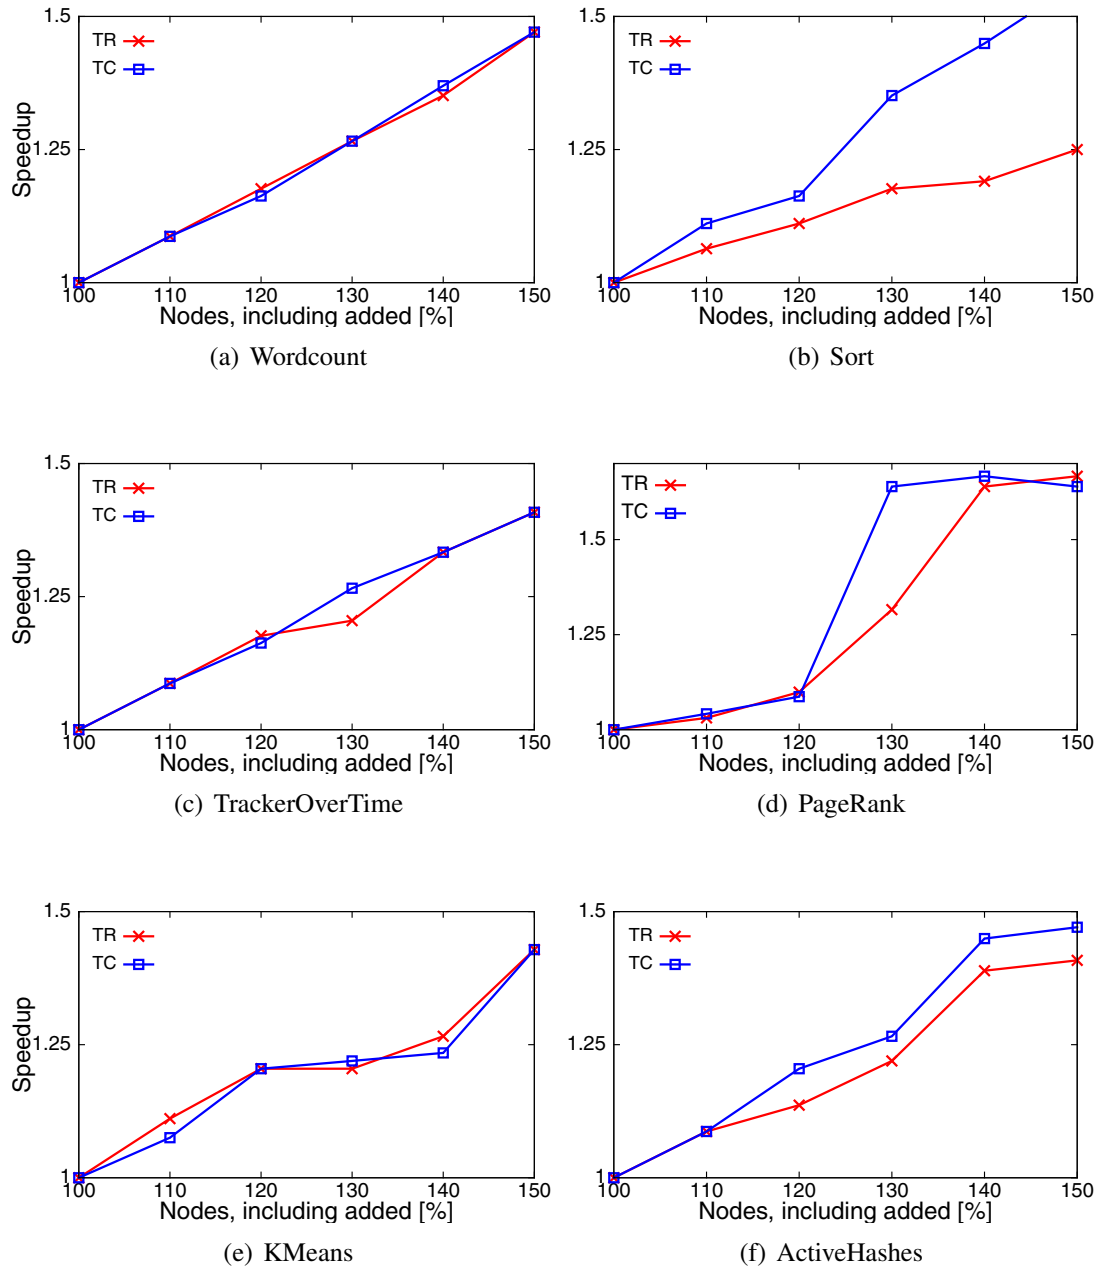 1.5
TR
TC
1.25
Speedup
1
100 110 120 130 140 150
Nodes, including added [%]
(a) Wordcount
1.5
TR
TC
1.25
1
100 110 120 130 140 150
Nodes, including added [%]
(b) Sort
1.5
TR
TC
1.25
Speedup
1
100 110 120 130 140 150
Nodes, including added [%]
(c) TrackerOverTime
TR
TC
1.5
1.25
1
100 110 120 130 140 150
Nodes, including added [%]
(d) PageRank
1.5
TR
TC
1.25
Speedup
1
100 110 120 130 140 150
Nodes, including added [%]
(e) KMeans
1.5
TR
TC
1.25
1
100 110 120 130 140 150
Nodes, including added [%]
(f) ActiveHashes